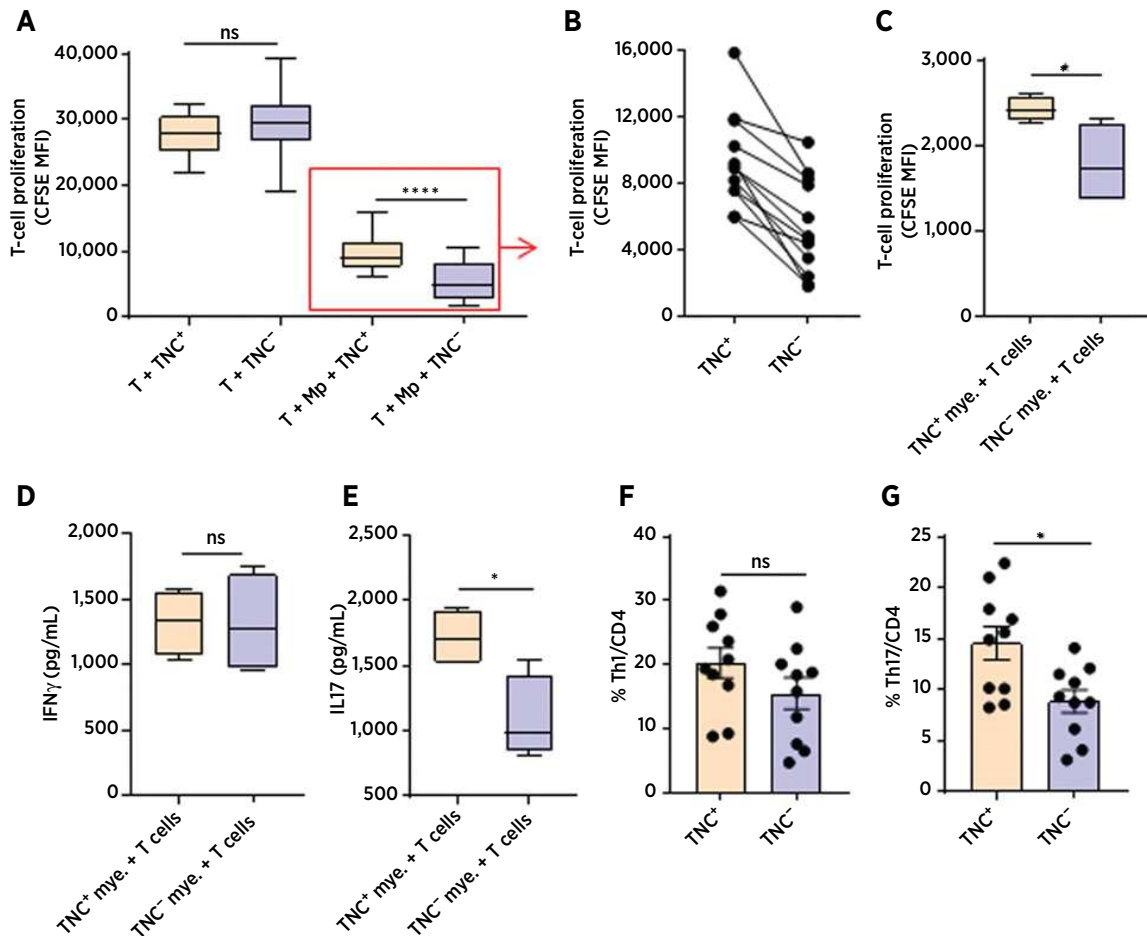 A
T-cell proliferation
(CFSE MFI)
40,000
30,000
20,000
10,000
0
ns
****
T + TNC⁺
T + TNC⁻
T + Mp + TNC⁺
T + Mp + TNC⁻
B
T-cell proliferation
(CFSE MFI)
16,000
12,000
8,000
4,000
0
TNC⁺
TNC⁻
C
T-cell proliferation
(CFSE MFI)
3,000
2,000
1,000
0
*
TNC⁺ mye. + T cells
TNC⁻ mye. + T cells
D
IFNγ (pg/mL)
2,000
1,500
1,000
500
0
ns
TNC⁺ mye. + T cells
TNC⁻ mye. + T cells
E
IL17 (pg/mL)
2,500
2,000
1,500
1,000
500
*
TNC⁺ mye. + T cells
TNC⁻ mye. + T cells
F
% Th1/CD4
40
30
20
10
0
ns
TNC⁺
TNC⁻
G
% Th17/CD4
25
20
15
10
5
0
*
TNC⁺
TNC⁻